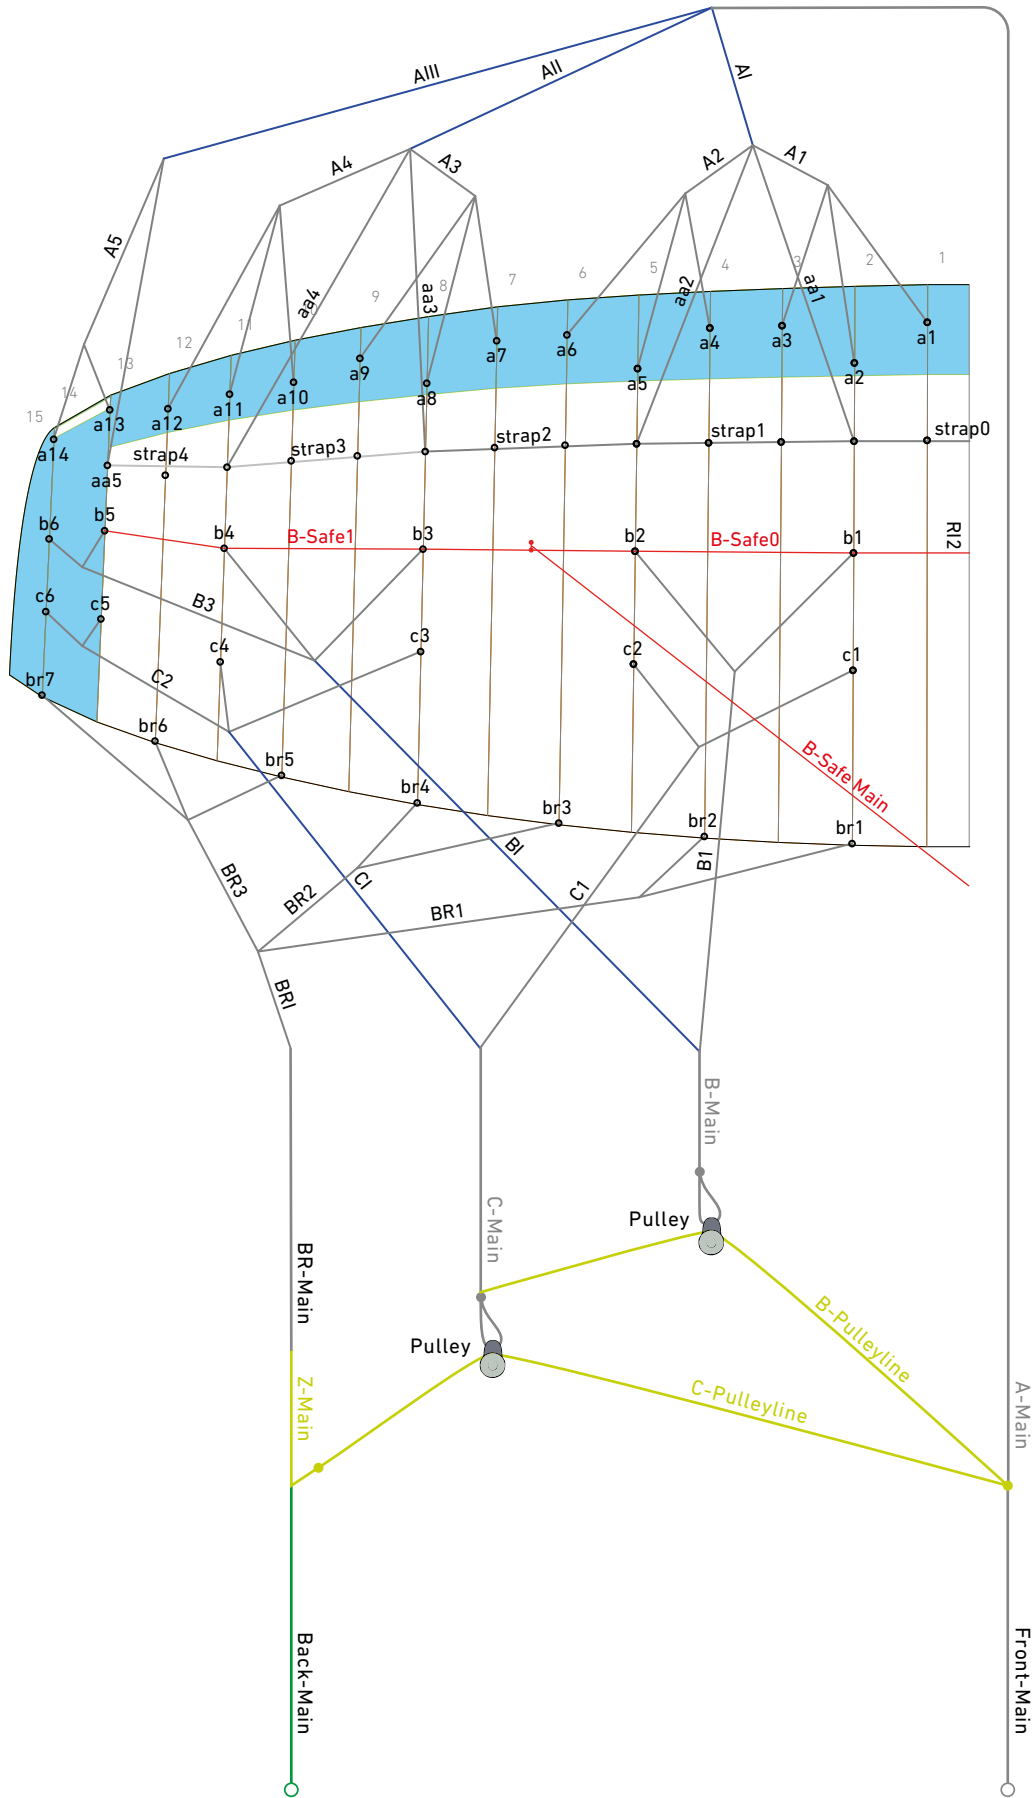 AIII
AII
AI
A5
A4
A3
A2
A1
aa4
aa3
aa2
aa1
15
14
13
12
11
9
8
7
6
5
4
3
2
1
a14
a13
a12
a11
a10
a9
a8
a7
a6
a5
a4
a3
a2
a1
aa5
strap4
strap3
strap2
strap1
strap0
b6
b5
b4
B-Safe1
b3
b2
B-Safe0
b1
RI2
c6
c5
B3
c4
c3
c2
c1
C2
br7
br6
br5
br4
br3
br2
br1
B-Safe Main
BR3
BR2
CI
BI
C1
B1
BR1
BRI
B-Main
C-Main
Pulley
BR-Main
Pulley
B-Pulleyline
Z-Main
C-Pulleyline
A-Main
Back-Main
Front-Main